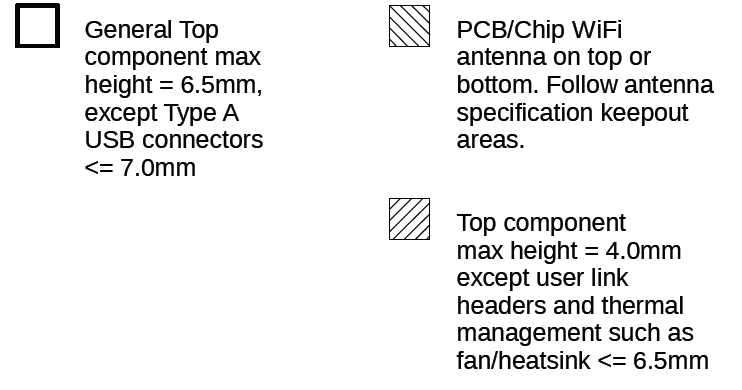 General Top
component max
height = 6.5mm,
except Type A
USB connectors
<= 7.0mm
PCB/Chip WiFi
antenna on top or
bottom. Follow antenna
specification keepout
areas.
Top component
max height = 4.0mm
except user link
headers and thermal
management such as
fan/heatsink <= 6.5mm